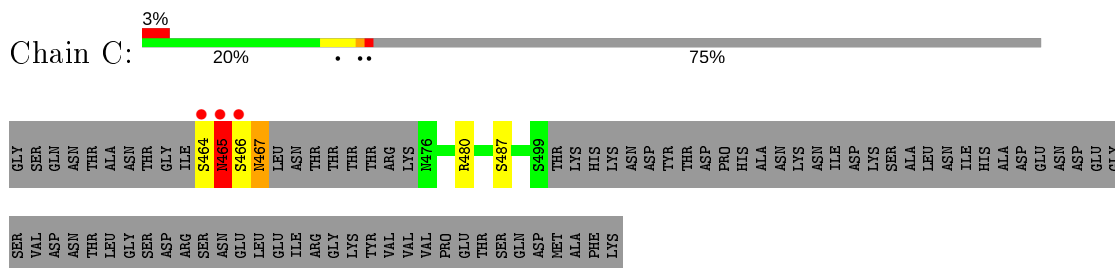 3%
Chain C:
20% . .. 75%
GLY SER GLN ASN THR ALA ASN THR GLY ILE S464 N465 S466 N467 LEU ASN THR THR THR THR ARG LYS N476 R480 S487 S499 THR LYS HIS LYS ASN ASP TYR THR ASP PRO HIS ALA ASN LYS ASN ILE ASP LYS SER ALA LEU ASN ILE HIS ALA ASP GLU ASN ASP GLU GLY
SER VAL ASP ASN THR LEU GLY SER ASP ARG SER ASN GLU LEU GLU ILE ARG GLY LYS TYR VAL VAL VAL PRO GLU THR SER GLN ASP MET ALA PHE LYS